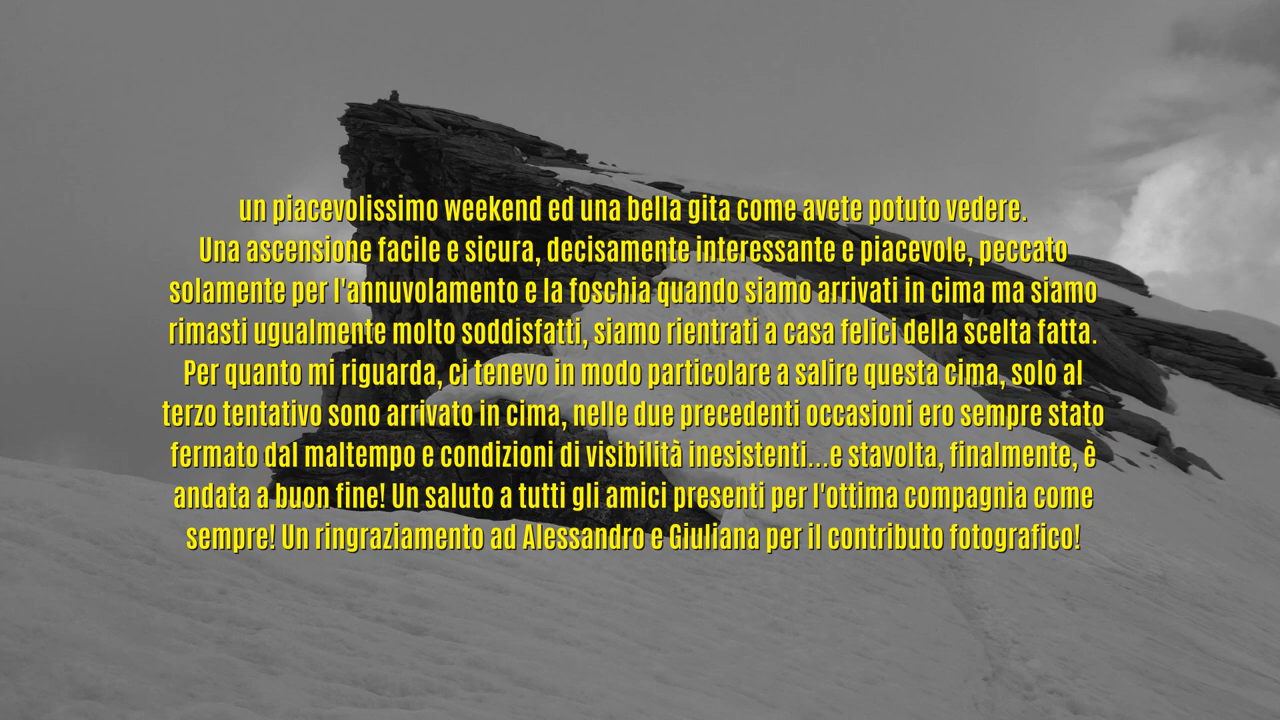 un piacevolissimo weekend ed una bella gita come avete potuto vedere.
Una ascensione facile e sicura, decisamente interessante e piacevole, peccato
solamente per l'annuvolamento e la foschia quando siamo arrivati in cima ma siamo
rimasti ugualmente molto soddisfatti, siamo rientrati a casa felici della scelta fatta.
Per quanto mi riguarda, ci tenevo in modo particolare a salire questa cima, solo al
terzo tentativo sono arrivato in cima, nelle due precedenti occasioni ero sempre stato
fermato dal maltempo e condizioni di visibilità inesistenti...e stavolta, finalmente, è
andata a buon fine! Un saluto a tutti gli amici presenti per l'ottima compagnia come
sempre! Un ringraziamento ad Alessandro e Giuliana per il contributo fotografico!